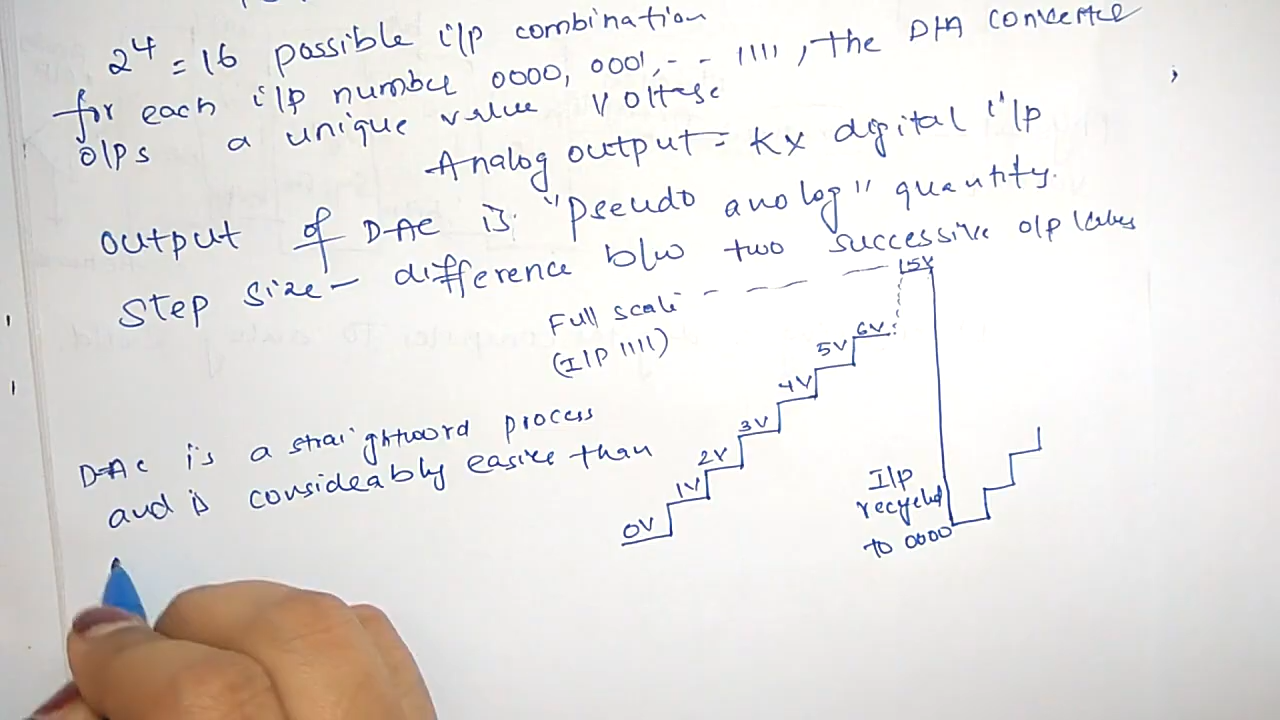 2⁴ = 16 possible i/p combination
for each i/p number 0000, 0001, - - 1111, the D/A converter
o/ps a unique value voltage
Analog output = K x digital i/p
output of DAC is "Pseudo analog" quantity.
Step size - difference b/w two successive o/p values
15V
Full scale
(I/P 1111)
6V
5V
4V
3V
2V
1V
0V
I/p
recycled
to 0000
DAC is a straightword process
and is consideably easier than